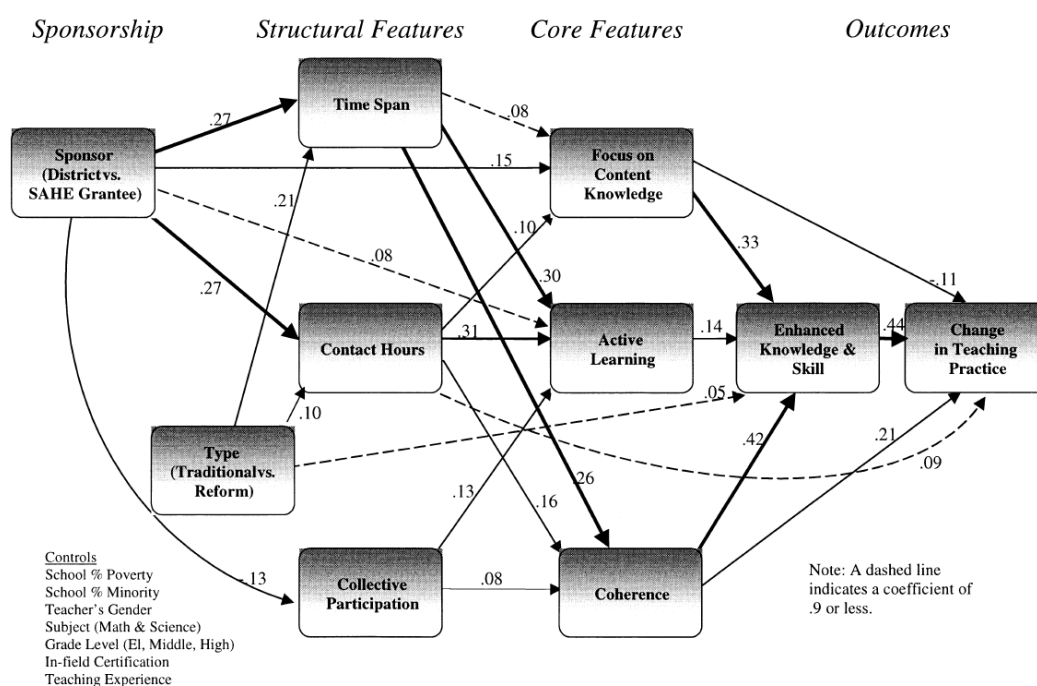 Sponsorship
Structural Features
Core Features
Outcomes
Time Span
.27
.08
Sponsor
(Districtvs.
SAHE Grantee)
.15
Focus on
Content
Knowledge
.21
.10
.33
.08
.27
.30
-.11
Contact Hours
.31
Active
Learning
.14
Enhanced
Knowledge &
Skill
.44
Change
in Teaching
Practice
.10
.05
Type
(Traditionalvs.
Reform)
.42
.21
.26
.09
.13
.16
-.13
Collective
Participation
.08
Coherence
Controls
School % Poverty
School % Minority
Teacher's Gender
Subject (Math & Science)
Grade Level (El, Middle, High)
In-field Certification
Teaching Experience
Note: A dashed line
indicates a coefficient of
.9 or less.